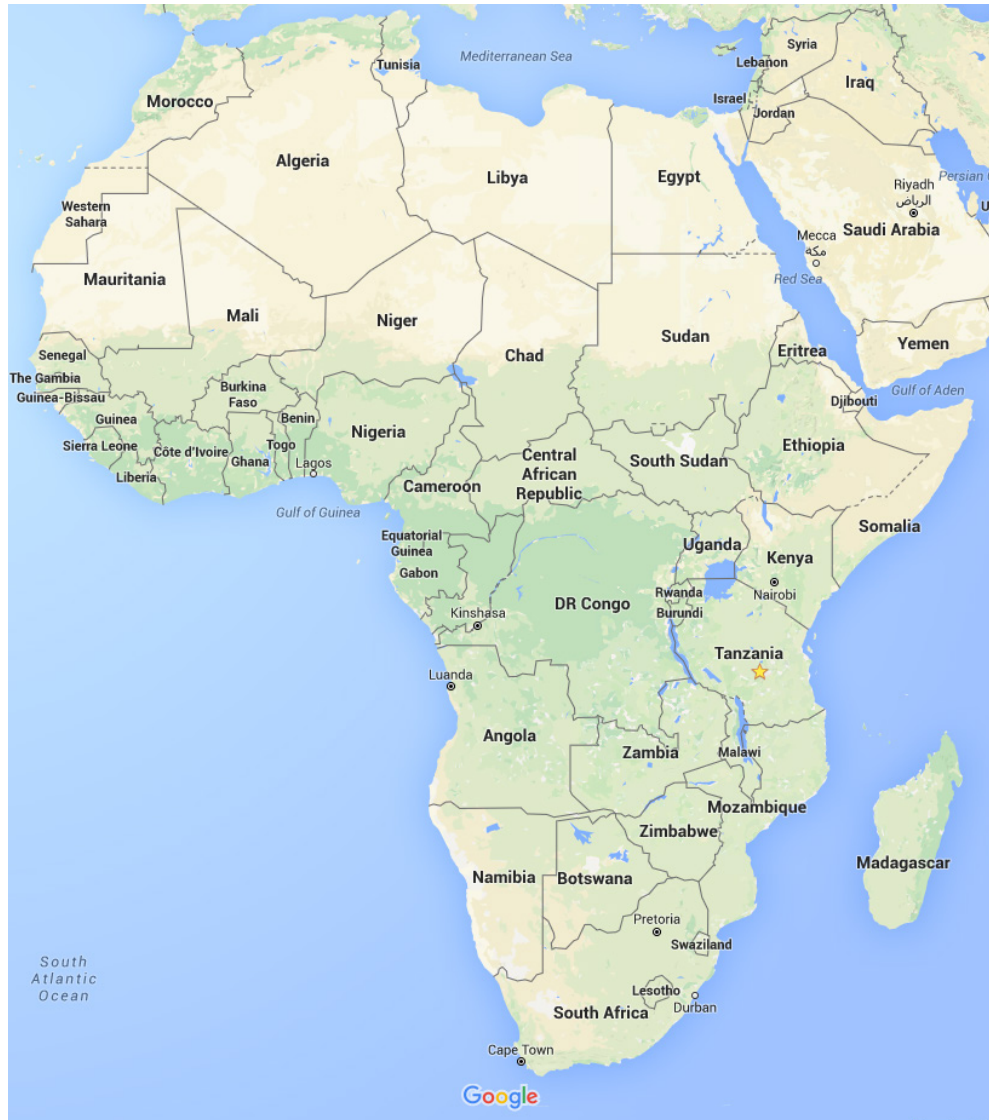 Mediterranean Sea
Syria
Lebanon
Tunisia
Iraq
Israel
Morocco
Jordan
Algeria
Libya
Egypt
Persian
Riyadh
الرياض
Western
Sahara
U
Saudi Arabia
Mecca
مكة
Mauritania
Red Sea
Mali
Niger
Sudan
Yemen
Senegal
Chad
Eritrea
The Gambia
Burkina
Faso
Gulf of Aden
Guinea-Bissau
Djibouti
Guinea
Benin
Nigeria
Sierra Leone
Côte d'Ivoire
Togo
Ethiopia
Ghana
Lagos
Central
African
Republic
South Sudan
Liberia
Cameroon
Gulf of Guinea
Somalia
Equatorial
Guinea
Uganda
Kenya
Gabon
Nairobi
Rwanda
DR Congo
Kinshasa
Burundi
Tanzania
Luanda
Angola
Zambia
Malawi
Mozambique
Zimbabwe
Madagascar
Namibia
Botswana
Pretoria
Swaziland
South
Atlantic
Ocean
Lesotho
Durban
South Africa
Cape Town
Google